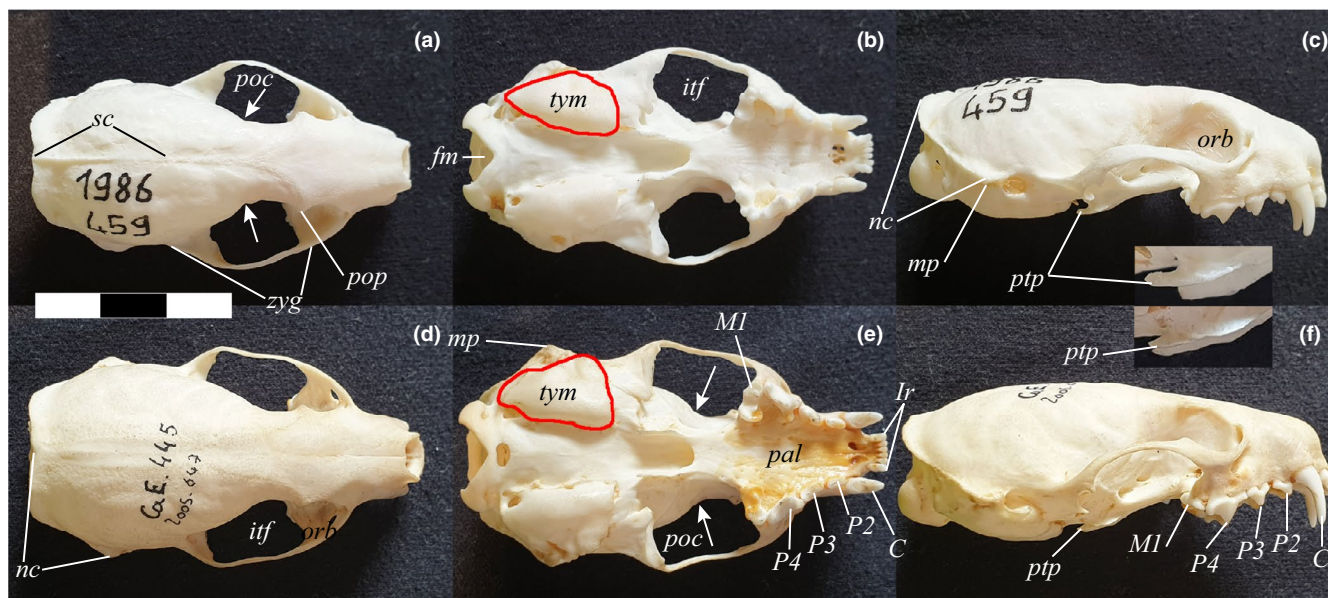 (a)
poc
sc
1986
459
pop
zyg
(b)
tym
itf
fm
(c)
459
orb
nc
mp
ptp
ptp
(d)
CaE. 445
2005.647
itf
orb
nc
(e)
mp
M1
tym
Ir
pal
P2
P3
P4
C
poc
(f)
ptp
M1
P4
P3
P2
C